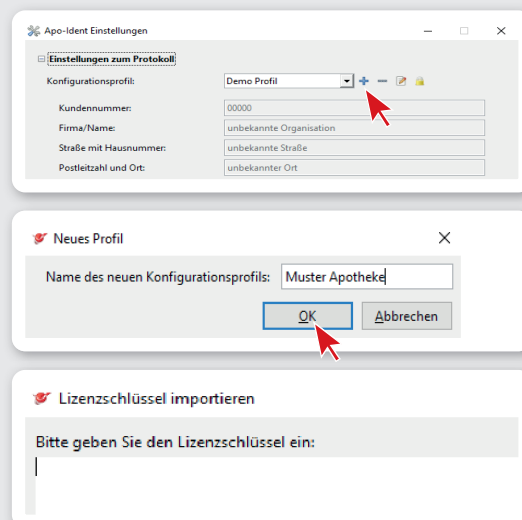 Apo-Ident Einstellungen
Einstellungen zum Protokoll
Konfigurationsprofil: Demo Profil
Kundennummer: 00000
Firma/Name: unbekannte Organisation
Straße mit Hausnummer: unbekannte Straße
Postleitzahl und Ort: unbekannter Ort
Neues Profil
Name des neuen Konfigurationsprofils: Muster Apotheke
OK Abbrechen
Lizenzschlüssel importieren
Bitte geben Sie den Lizenzschlüssel ein: